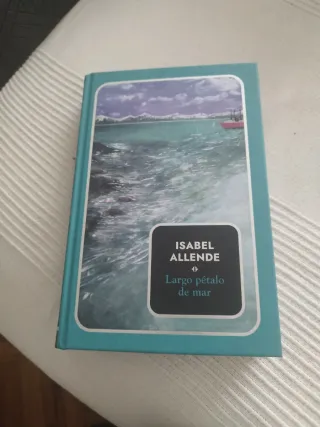 ISABEL
ALLENDE
Largo pétalo
de mar